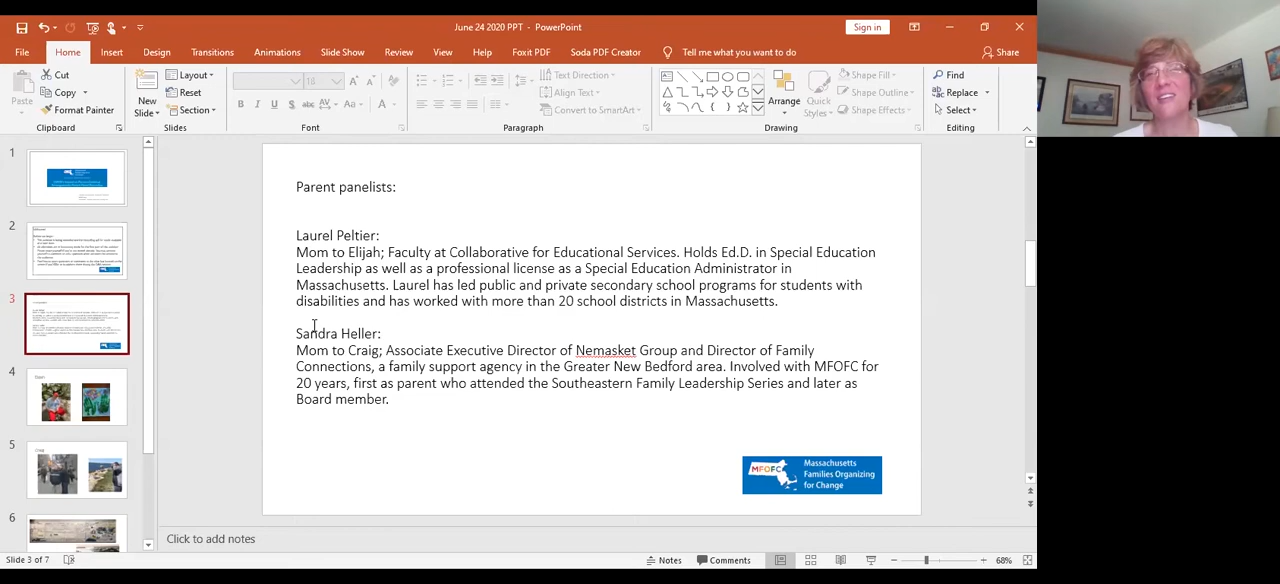 June 24 2020 PPT - PowerPoint
Sign in
File Home Insert Design Transitions Animations Slide Show Review View Help Foxit PDF Soda PDF Creator Tell me what you want to do Share
Paste
Cut
Copy
Format Painter
Clipboard
New Slide
Layout
Reset
Section
Slides
18
Font
Text Direction
Align Text
Convert to SmartArt
Paragraph
Arrange
Quick Styles
Shape Fill
Shape Outline
Shape Effects
Drawing
Find
Replace
Select
Editing
1
2
3
4
5
6
Parent panelists:
Laurel Peltier:
Mom to Elijah; Faculty at Collaborative for Educational Services. Holds Ed.D. in Special Education
Leadership as well as a professional license as a Special Education Administrator in
Massachusetts. Laurel has led public and private secondary school programs for students with
disabilities and has worked with more than 20 school districts in Massachusetts.
Sandra Heller:
Mom to Craig; Associate Executive Director of Nemasket Group and Director of Family
Connections, a family support agency in the Greater New Bedford area. Involved with MFOFC for
20 years, first as parent who attended the Southeastern Family Leadership Series and later as
Board member.
MFOFC
Massachusetts
Families Organizing
for Change
Click to add notes
Slide 3 of 7
Notes
Comments
68%